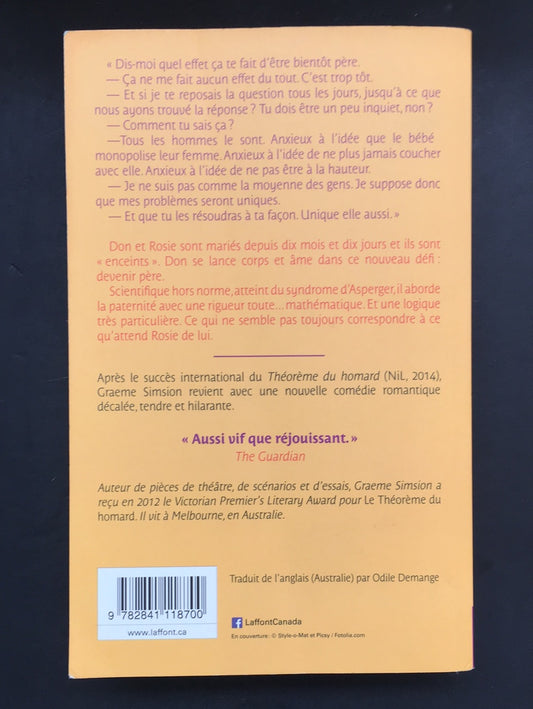 « Dis-moi quel effet ça te fait d'être bientôt père.
— Ça ne me fait aucun effet du tout. C'est trop tôt.
— Et si je te reposais la question tous les jours, jusqu'à ce que
nous ayons trouvé la réponse ? Tu dois être un peu inquiet, non ?
— Comment tu sais ça ?
—Tous les hommes le sont. Anxieux à l'idée que le bébé
monopolise leur femme. Anxieux à l'idée de ne plus jamais coucher
avec elle. Anxieux à l'idée de ne pas être à la hauteur.
— Je ne suis pas comme la moyenne des gens. Je suppose donc
que mes problèmes seront uniques.
— Et que tu les résoudras à ta façon. Unique elle aussi. »
Don et Rosie sont mariés depuis dix mois et dix jours et ils sont
« enceints ». Don se lance corps et âme dans ce nouveau défi :
devenir père.
Scientifique hors norme, atteint du syndrome d'Asperger, il aborde
la paternité avec une rigueur toute... mathématique. Et une logique
très particulière. Ce qui ne semble pas toujours correspondre à ce
qu'attend Rosie de lui.
Après le succès international du Théorème du homard (NiL, 2014),
Graeme Simsion revient avec une nouvelle comédie romantique
décalée, tendre et hilarante.
« Aussi vif que réjouissant. »
The Guardian
Auteur de pièces de théâtre, de scénarios et d'essais, Graeme Simsion a
reçu en 2012 le Victorian Premier's Literary Award pour Le Théorème du
homard. Il vit à Melbourne, en Australie.
Traduit de l'anglais (Australie) par Odile Demange
9 782841 118700
www.laffont.ca
LaffontCanada
En couverture : © Style-o-Mat et Picsy / Fotolia.com